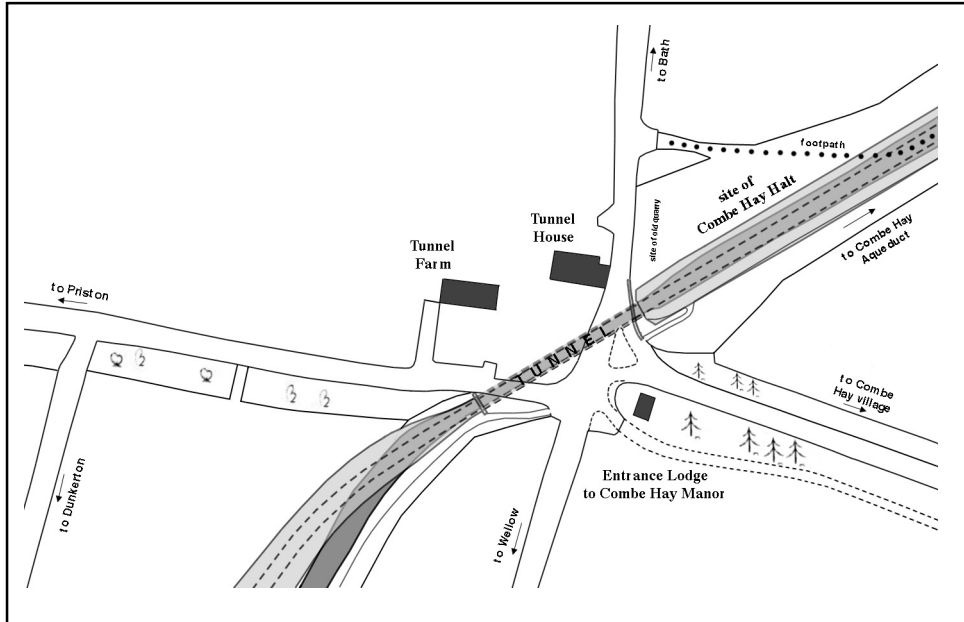 to Bath
footpath
site of
Combe Hay Halt
site of old quarry
to Combe Hay
Aqueduct
Tunnel
House
Tunnel
Farm
to Priston
TUNNEL
to Combe
Hay village
Entrance Lodge
to Combe Hay Manor
to Dunkerton
to Wellow